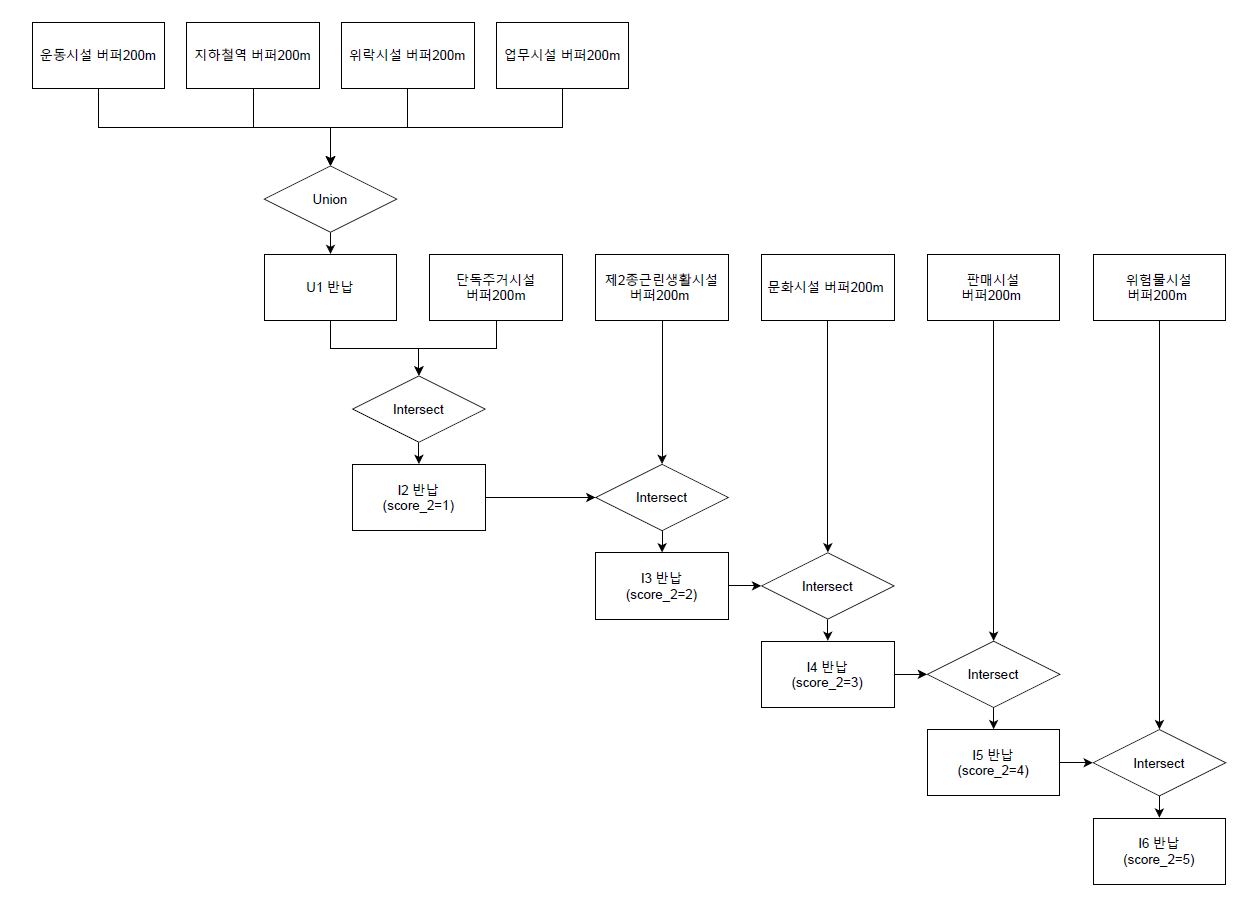 운동시설 버퍼200m
지하철역 버퍼200m
위락시설 버퍼200m
업무시설 버퍼200m
Union
U1 반납
단독주거시설
버퍼200m
제2종근린생활시설
버퍼200m
문화시설 버퍼200m
판매시설
버퍼200m
위험물시설
버퍼200m
Intersect
I2 반납
(score_2=1)
Intersect
I3 반납
(score_2=2)
Intersect
I4 반납
(score_2=3)
Intersect
I5 반납
(score_2=4)
Intersect
I6 반납
(score_2=5)